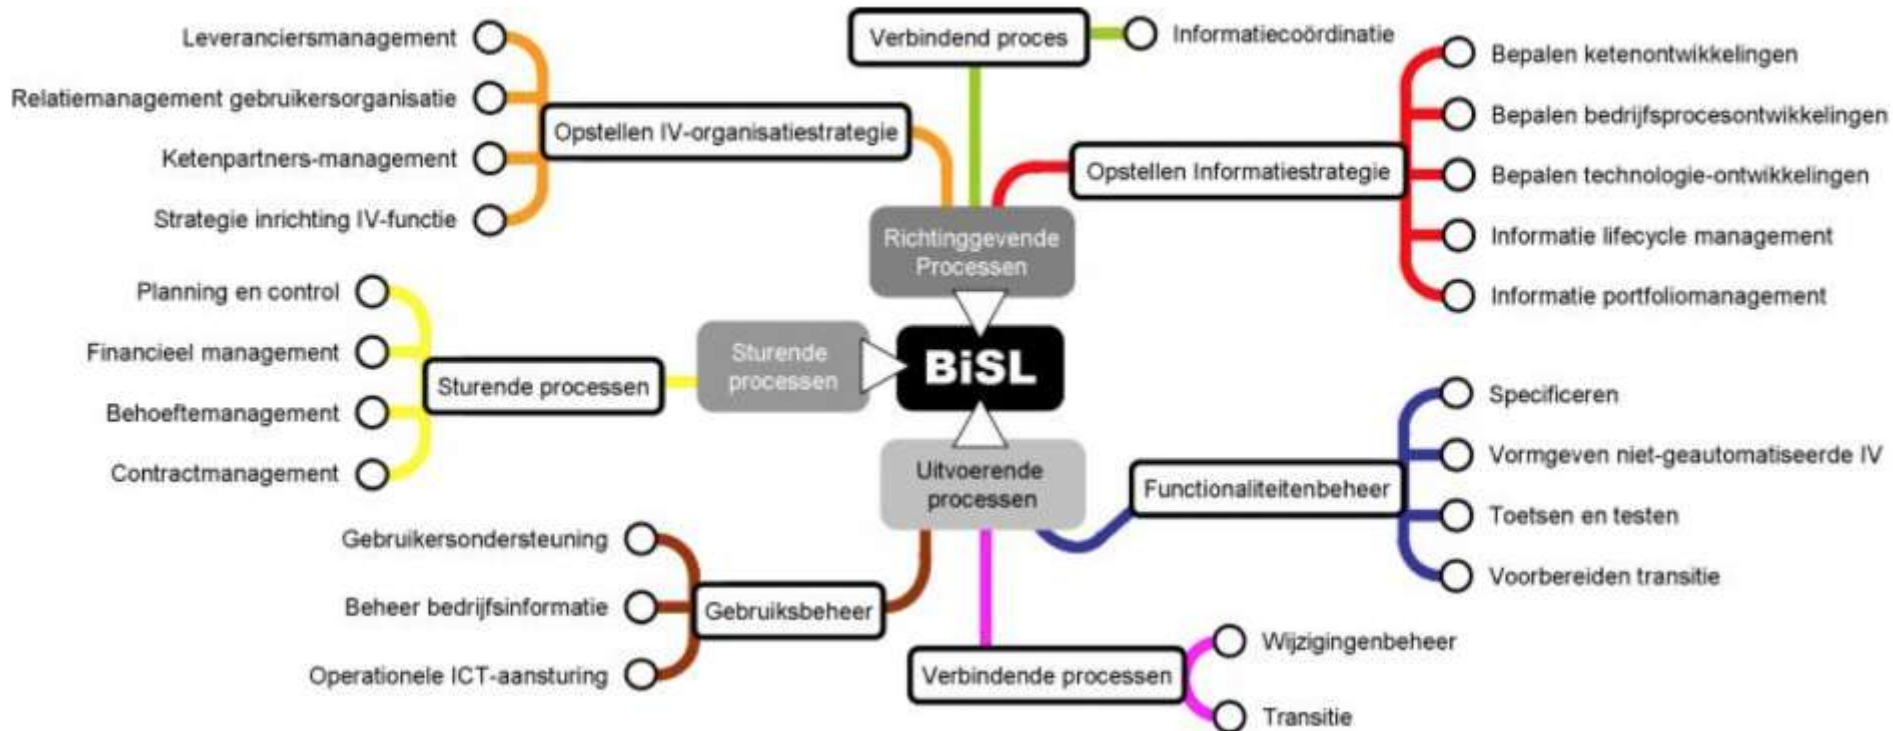 Verbindend proces
Informatiecoördinatie
Leveranciersmanagement
Relatiemanagement gebruikersorganisatie
Ketenpartners-management
Strategie inrichting IV-functie
Opstellen IV-organisatiestrategie
Opstellen Informatiestrategie
Bepalen ketenontwikkelingen
Bepalen bedrijfsprocesontwikkelingen
Bepalen technologie-ontwikkelingen
Informatie lifecycle management
Informatie portfoliomanagement
Richtinggevende
Processen
Planning en control
Financieel management
Behoeftemanagement
Contractmanagement
Sturende processen
Sturende
processen
BiSL
Uitvoerende
processen
Functionaliteitenbeheer
Specificeren
Vormgeven niet-geautomatiseerde IV
Toetsen en testen
Voorbereiden transitie
Gebruikersondersteuning
Beheer bedrijfsinformatie
Operationele ICT-aansturing
Gebruiksbeheer
Verbindende processen
Wijzigingenbeheer
Transitie